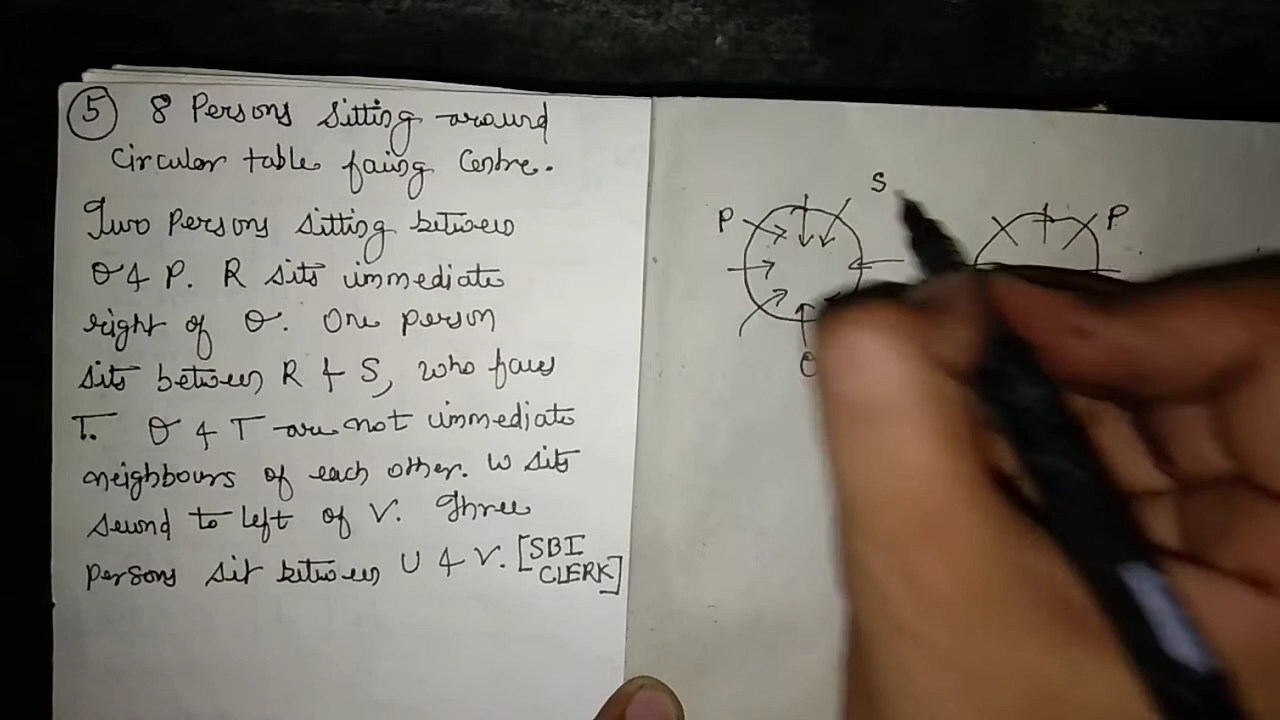 5 8 Persons sitting around
circular table facing Centre.
Two Persons sitting between
Q & P. R sits immediate
right of Q. One person
sits between R & S, who faces
T. Q & T are not immediate
neighbours of each other. W sits
second to left of V. Three
persons sit between U & V. [SBI
CLERK]
S
P
P